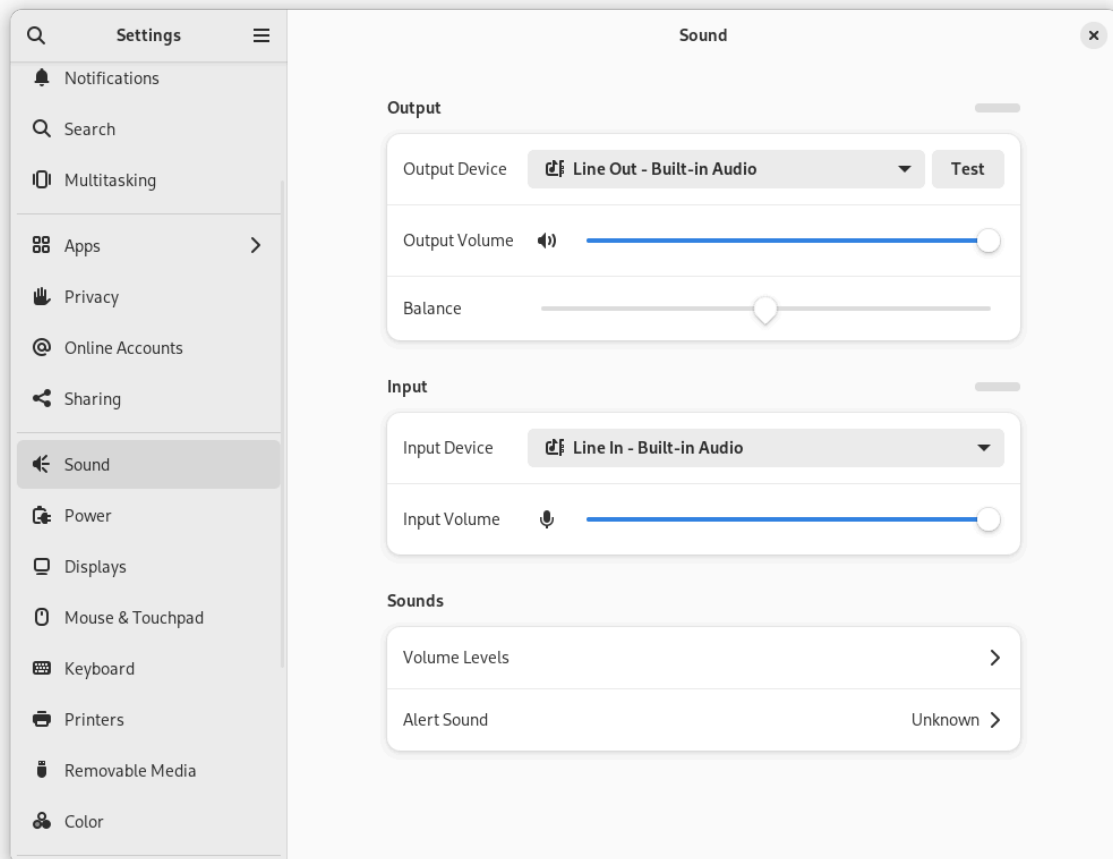 Settings
Sound
Notifications
Search
Multitasking
Apps
Privacy
Online Accounts
Sharing
Sound
Power
Displays
Mouse & Touchpad
Keyboard
Printers
Removable Media
Color
Output
Output Device
Line Out - Built-in Audio
Test
Output Volume
Balance
Input
Input Device
Line In - Built-in Audio
Input Volume
Sounds
Volume Levels
Alert Sound
Unknown